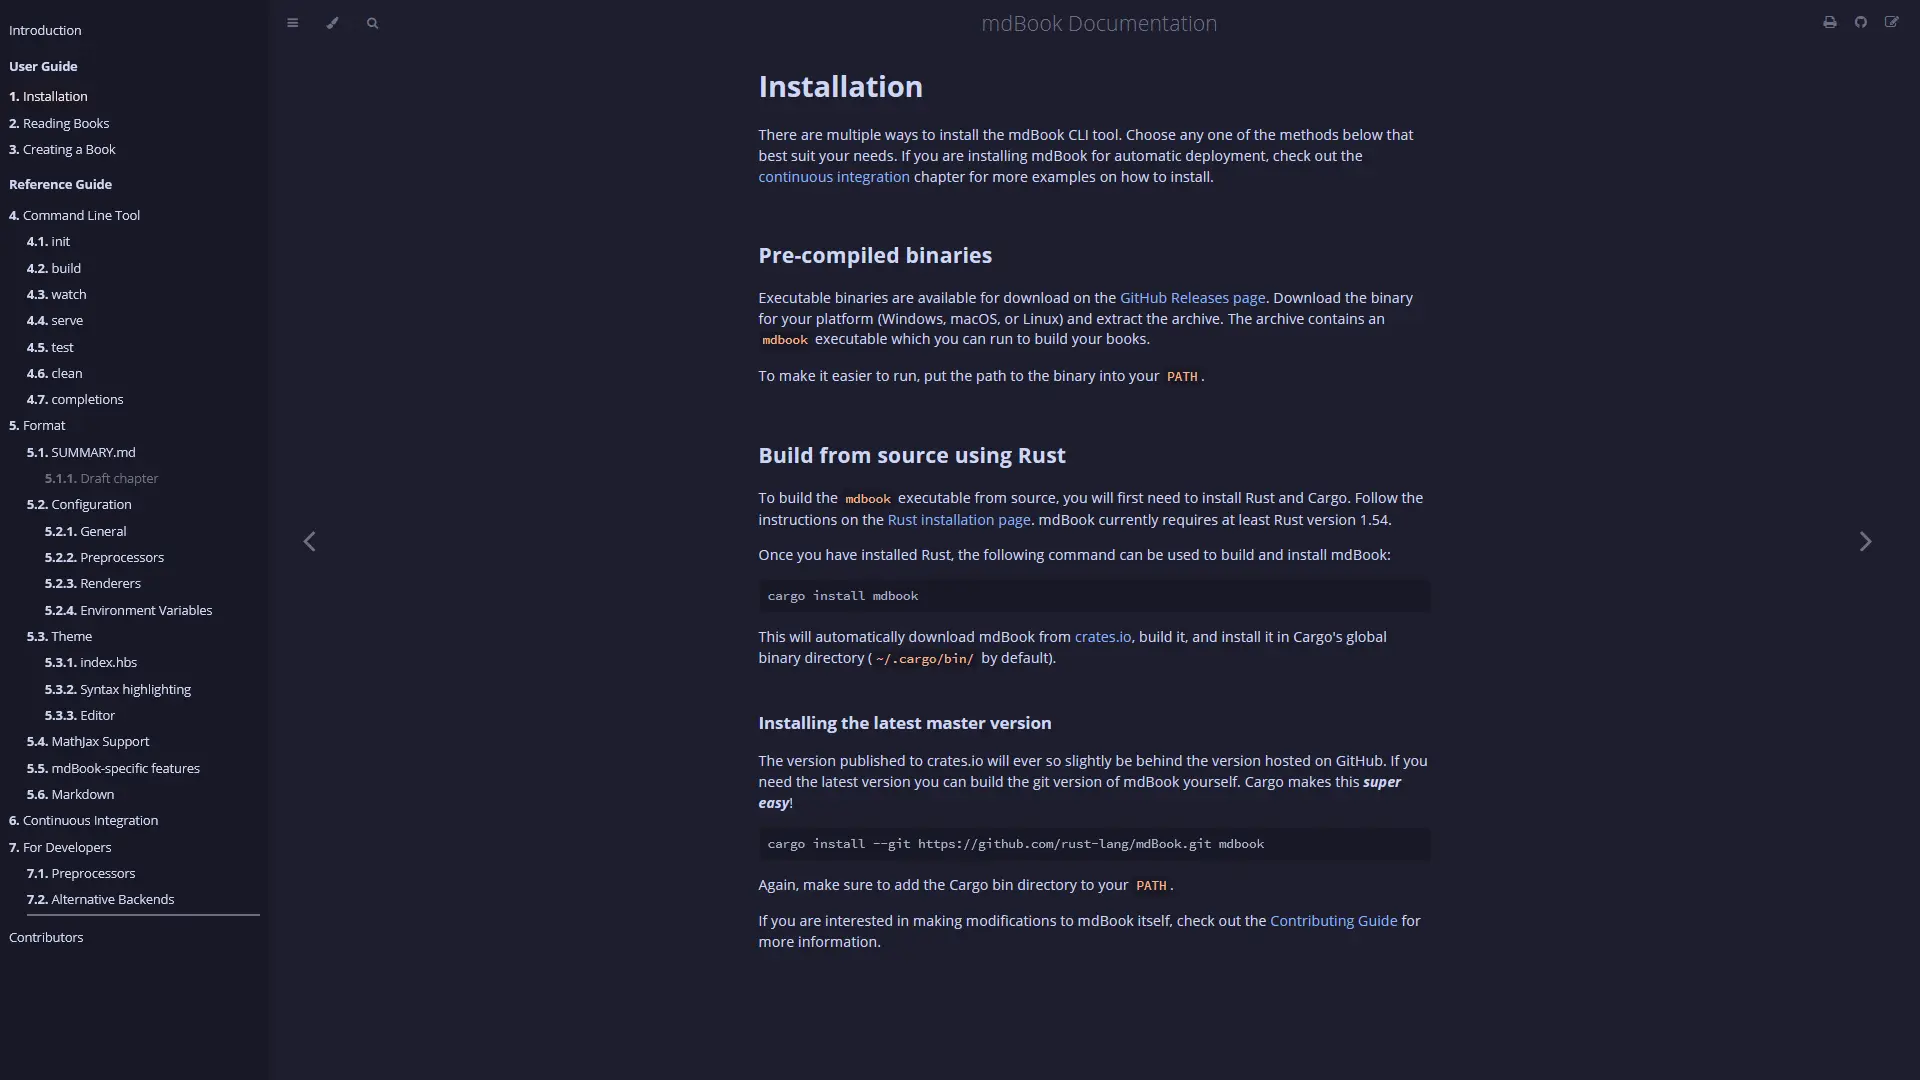 Introduction
User Guide
1. Installation
2. Reading Books
3. Creating a Book
Reference Guide
4. Command Line Tool
4.1. init
4.2. build
4.3. watch
4.4. serve
4.5. test
4.6. clean
4.7. completions
5. Format
5.1. SUMMARY.md
5.1.1. Draft chapter
5.2. Configuration
5.2.1. General
5.2.2. Preprocessors
5.2.3. Renderers
5.2.4. Environment Variables
5.3. Theme
5.3.1. index.hbs
5.3.2. Syntax highlighting
5.3.3. Editor
5.4. MathJax Support
5.5. mdBook-specific features
5.6. Markdown
6. Continuous Integration
7. For Developers
7.1. Preprocessors
7.2. Alternative Backends
Contributors
mdBook Documentation
Installation
There are multiple ways to install the mdBook CLI tool. Choose any one of the methods below that
best suit your needs. If you are installing mdBook for automatic deployment, check out the
continuous integration chapter for more examples on how to install.
Pre-compiled binaries
Executable binaries are available for download on the GitHub Releases page. Download the binary
for your platform (Windows, macOS, or Linux) and extract the archive. The archive contains an
mdbook executable which you can run to build your books.
To make it easier to run, put the path to the binary into your PATH.
Build from source using Rust
To build the mdbook executable from source, you will first need to install Rust and Cargo. Follow the
instructions on the Rust installation page. mdBook currently requires at least Rust version 1.54.
Once you have installed Rust, the following command can be used to build and install mdBook:
cargo install mdbook
This will automatically download mdBook from crates.io, build it, and install it in Cargo's global
binary directory (~/.cargo/bin/ by default).
Installing the latest master version
The version published to crates.io will ever so slightly be behind the version hosted on GitHub. If you
need the latest version you can build the git version of mdBook yourself. Cargo makes this super
easy!
cargo install --git https://github.com/rust-lang/mdBook.git mdbook
Again, make sure to add the Cargo bin directory to your PATH.
If you are interested in making modifications to mdBook itself, check out the Contributing Guide for
more information.